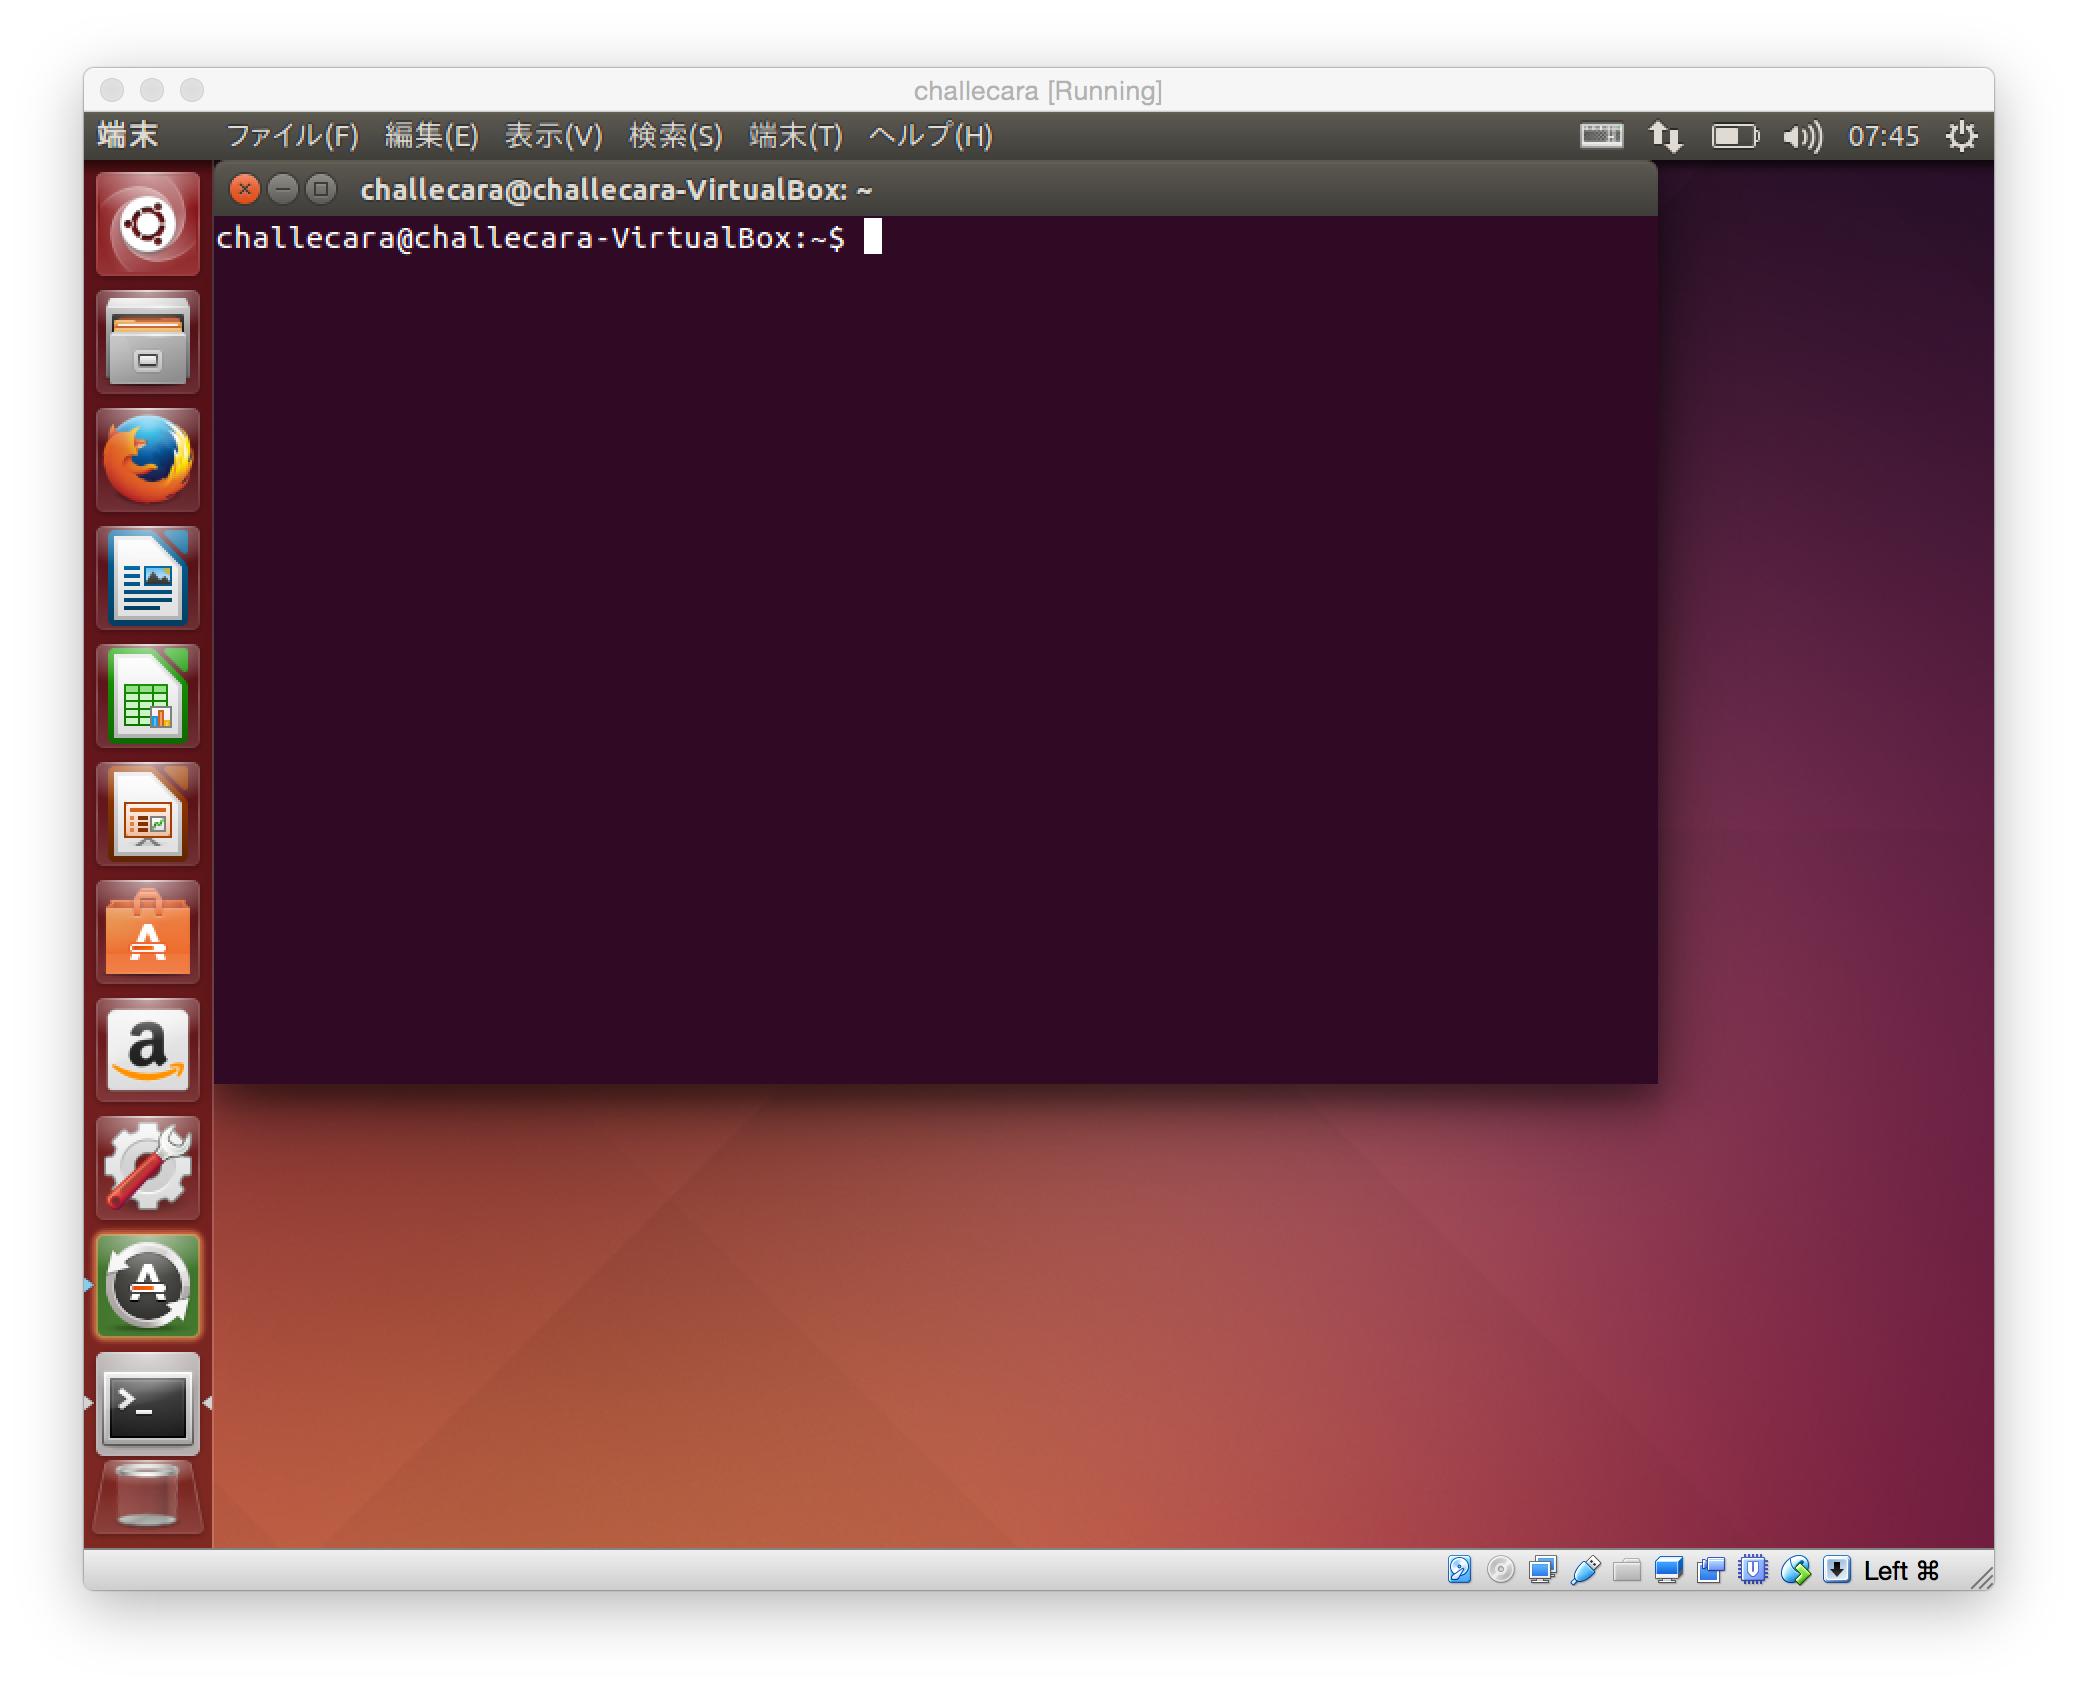 challecara [Running]
端末 ファイル(F) 編集(E) 表示(V) 検索(S) 端末(T) ヘルプ(H) 07:45
challecara@challecara-VirtualBox: ~
challecara@challecara-VirtualBox:~$
Left ⌘